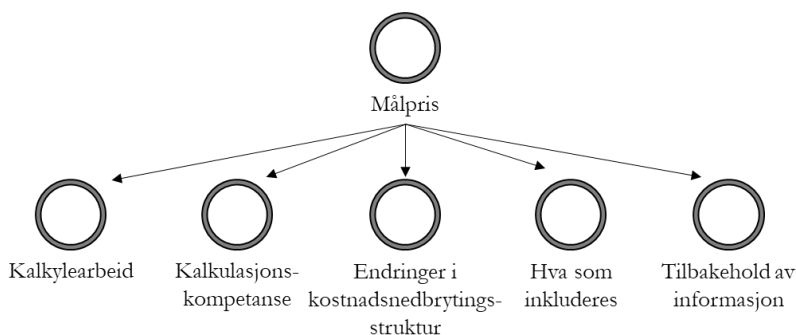 Målpris
Kalkylearbeid
Kalkulasjons-
kompetanse
Endringer i
kostnadsnedbrytings-
struktur
Hva som
inkluderes
Tilbakehold av
informasjon